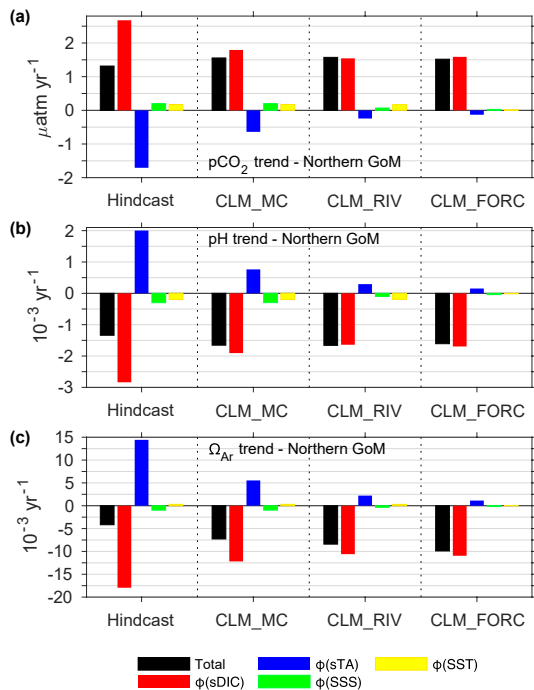 (a)
2
1
0
-1
-2
μatm yr-1
pCO2 trend - Northern GoM
Hindcast CLM_MC CLM_RIV CLM_FORC
(b)
2
1
0
-1
-2
-3
10-3 yr-1
pH trend - Northern GoM
Hindcast CLM_MC CLM_RIV CLM_FORC
(c)
15
10
5
0
-5
-10
-15
-20
10-3 yr-1
ΩAr trend - Northern GoM
Hindcast CLM_MC CLM_RIV CLM_FORC
Total ϕ(sTA) ϕ(SST)
ϕ(sDIC) ϕ(SSS)